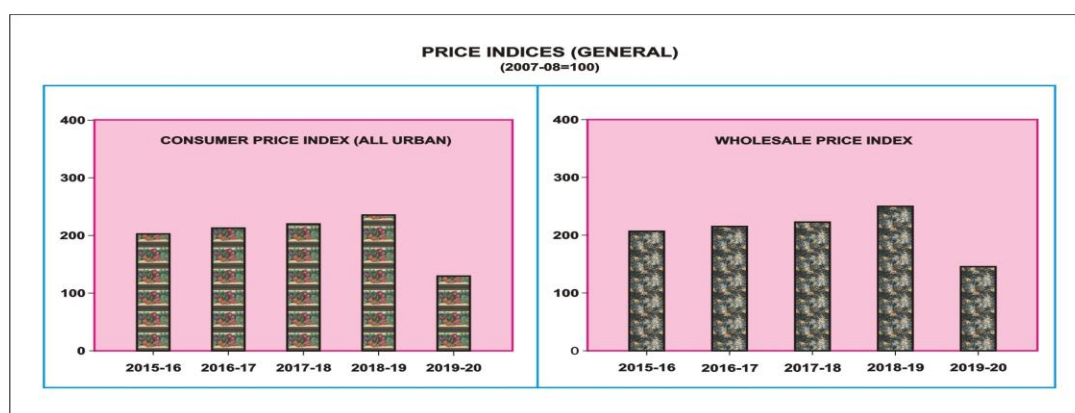 PRICE INDICES (GENERAL)
(2007-08=100)
CONSUMER PRICE INDEX (ALL URBAN)
400
300
200
100
0
2015-16 2016-17 2017-18 2018-19 2019-20
WHOLESALE PRICE INDEX
400
300
200
100
0
2015-16 2016-17 2017-18 2018-19 2019-20